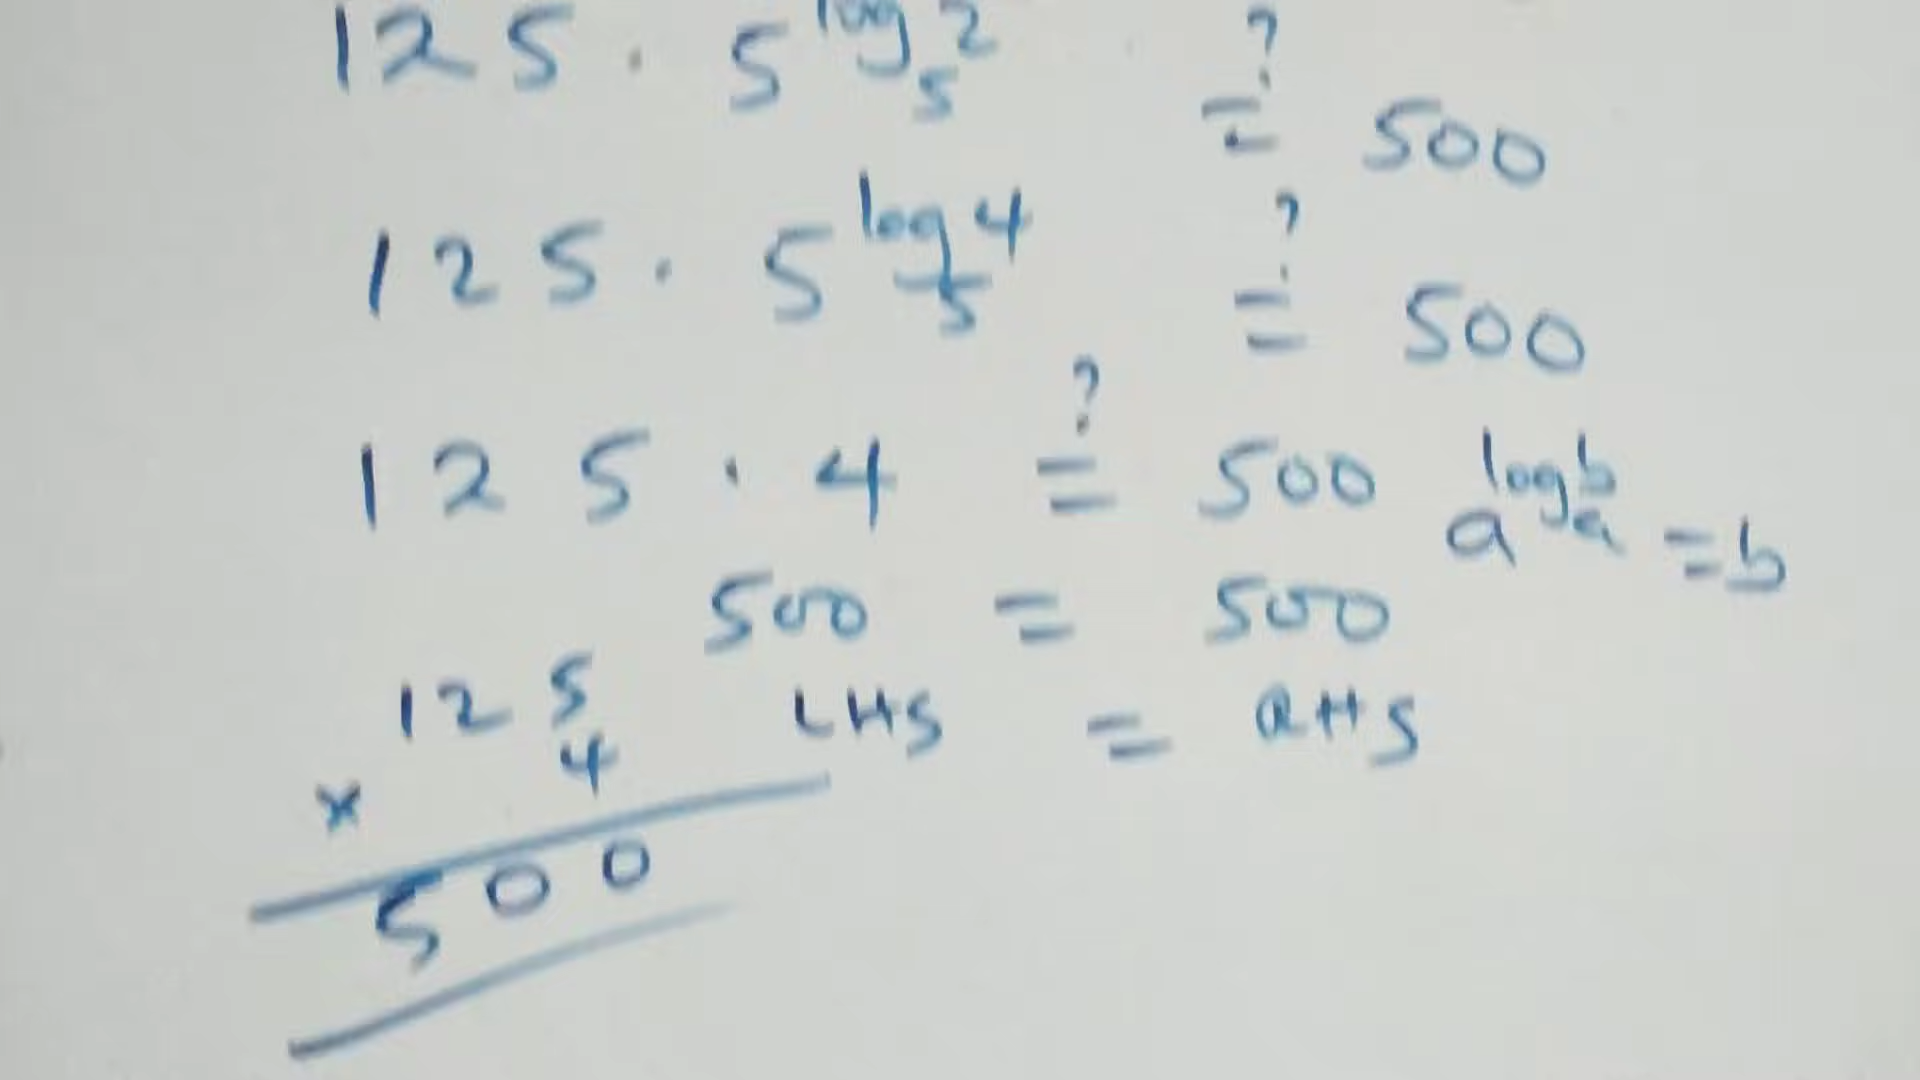 125 · 5^{log_5 2} ?= 500
125 · 5^{log_5 4} ?= 500
125 · 4 ?= 500 a^{log_a b} = b
500 = 500
125 LHS = RHS
× 4
500